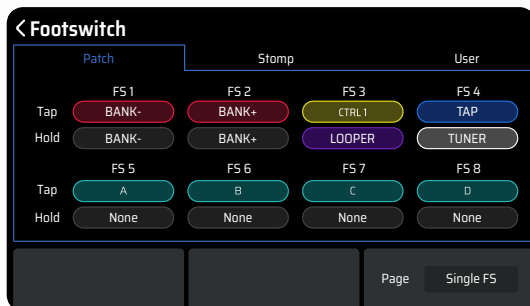 Footswitch
Patch Stomp User
FS 1 FS 2 FS 3 FS 4
Tap BANK- BANK+ CTRL 1 TAP
Hold BANK- BANK+ LOOPER TUNER
FS 5 FS 6 FS 7 FS 8
Tap A B C D
Hold None None None None
Page Single FS